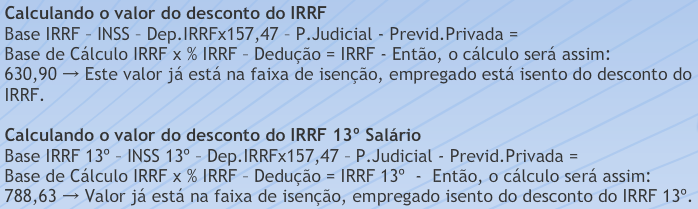 Calculando o valor do desconto do IRRF
Base IRRF – INSS – Dep.IRRFx157,47 – P.Judicial - Previd.Privada =
Base de Cálculo IRRF x % IRRF – Dedução = IRRF - Então, o cálculo será assim:
630,90 → Este valor já está na faixa de isenção, empregado está isento do desconto do
IRRF.
Calculando o valor do desconto do IRRF 13º Salário
Base IRRF 13º – INSS 13º – Dep.IRRFx157,47 – P.Judicial - Previd.Privada =
Base de Cálculo IRRF x % IRRF – Dedução = IRRF 13º - Então, o cálculo será assim:
788,63 → Valor já está na faixa de isenção, empregado isento do desconto do IRRF 13º.